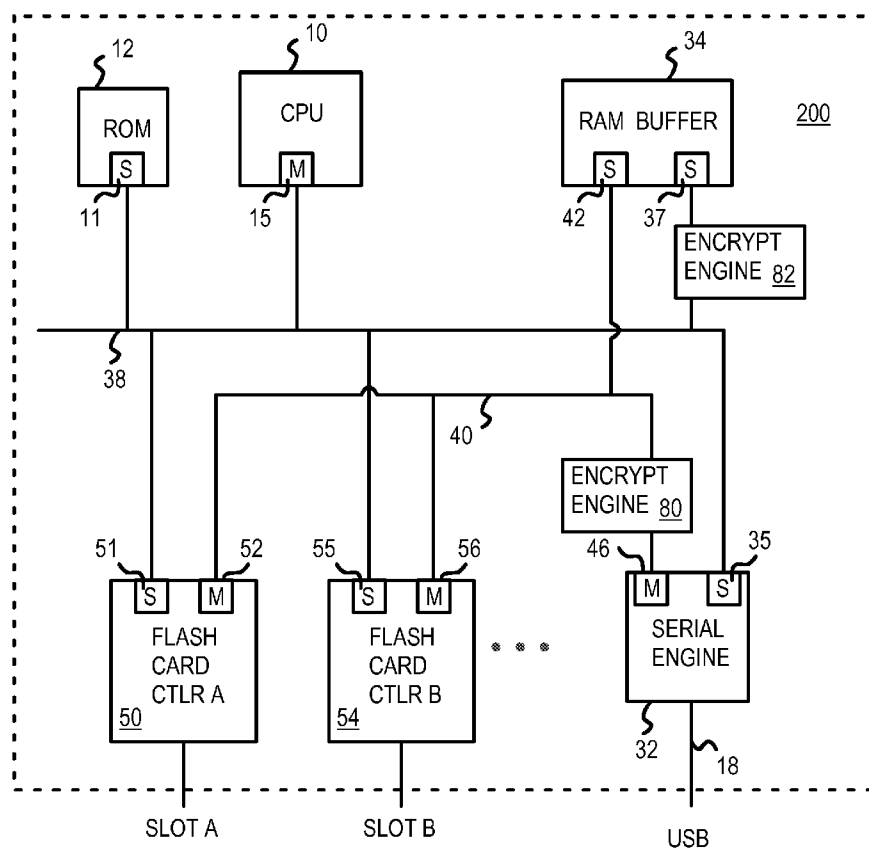 12
10
34
ROM
CPU
RAM BUFFER
200
S
M
S
S
11
15
42
37
ENCRYPT
ENGINE 82
38
40
ENCRYPT
ENGINE 80
51
52
55
56
46
35
S
M
S
M
M
S
FLASH
CARD
CTLR A
50
FLASH
CARD
CTLR B
54
SERIAL
ENGINE
32
18
SLOT A
SLOT B
USB